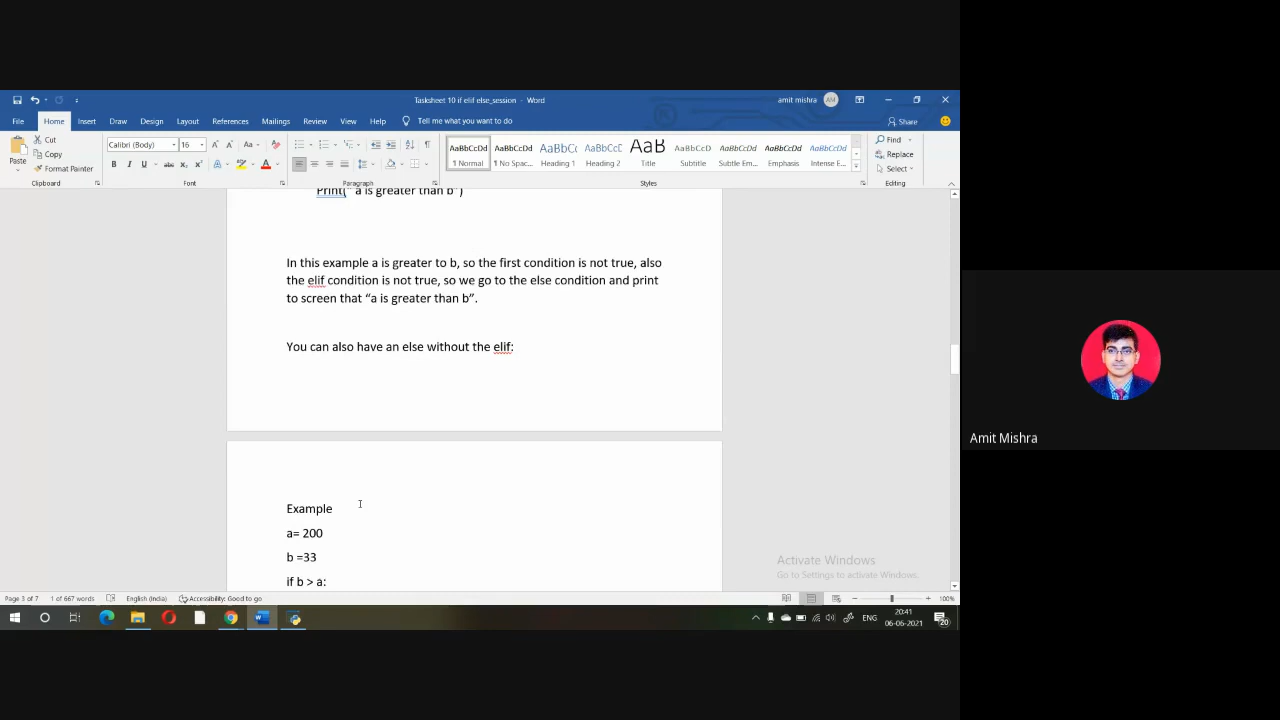 Tasksheet 10 if elif else_session - Word
amit mishra
AM
File Home Insert Draw Design Layout References Mailings Review View Help Tell me what you want to do
Share
Paste
Cut
Copy
Format Painter
Clipboard
Calibri (Body) 16
Font
Paragraph
AaBbCcDd AaBbCcDd AaBbC( AaBbCcC AaB AaBbCcD AaBbCcDd AaBbCcDd AaBbCcDd
¶ Normal ¶ No Spac... Heading 1 Heading 2 Title Subtitle Subtle Em... Emphasis Intense E...
Styles
Find
Replace
Select
Editing
Print(" a is greater than b")
In this example a is greater to b, so the first condition is not true, also
the elif condition is not true, so we go to the else condition and print
to screen that “a is greater than b”.
You can also have an else without the elif:
Example
a= 200
b =33
if b > a:
Activate Windows
Go to Settings to activate Windows.
Page 3 of 7 1 of 667 words English (India) Accessibility: Good to go 100%
ENG
20:41
06-06-2021
20
Amit Mishra